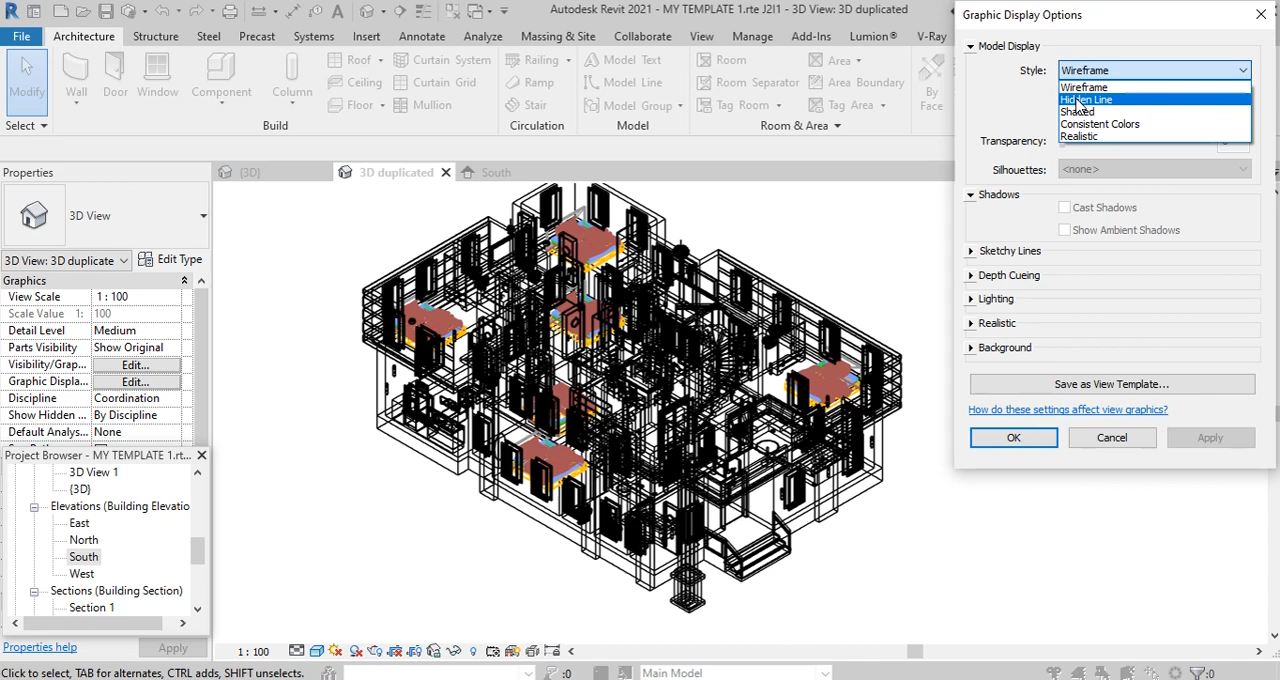 Autodesk Revit 2021 - MY TEMPLATE 1.rte J2I1 - 3D View: 3D duplicated
File Architecture Structure Steel Precast Systems Insert Annotate Analyze Massing & Site Collaborate View Manage Add-Ins Lumion® V-Ray
Modify Wall Door Window Component Column
Roof Curtain System
Ceiling Curtain Grid
Floor Mullion
Railing
Ramp
Stair
Model Text
Model Line
Model Group
Room Area
Room Separator Area Boundary
Tag Room Tag Area
By
Face
Select Build Circulation Model Room & Area
Properties
{3D} 3D duplicated South
3D View
3D View: 3D duplicate Edit Type
Graphics
View Scale 1 : 100
Scale Value 1: 100
Detail Level Medium
Parts Visibility Show Original
Visibility/Grap... Edit...
Graphic Displa... Edit...
Discipline Coordination
Show Hidden ... By Discipline
Default Analys... None
Project Browser - MY TEMPLATE 1.rt...
3D View 1
{3D}
Elevations (Building Elevatio
East
North
South
West
Sections (Building Section)
Section 1
Properties help Apply
1 : 100
Click to select, TAB for alternates, CTRL adds, SHIFT unselects. :0 Main Model :0
Graphic Display Options
Model Display
Style: Wireframe
Wireframe
Hidden Line
Shaded
Consistent Colors
Realistic
Transparency:
Silhouettes: <none>
Shadows
Cast Shadows
Show Ambient Shadows
Sketchy Lines
Depth Cueing
Lighting
Realistic
Background
Save as View Template...
How do these settings affect view graphics?
OK Cancel Apply